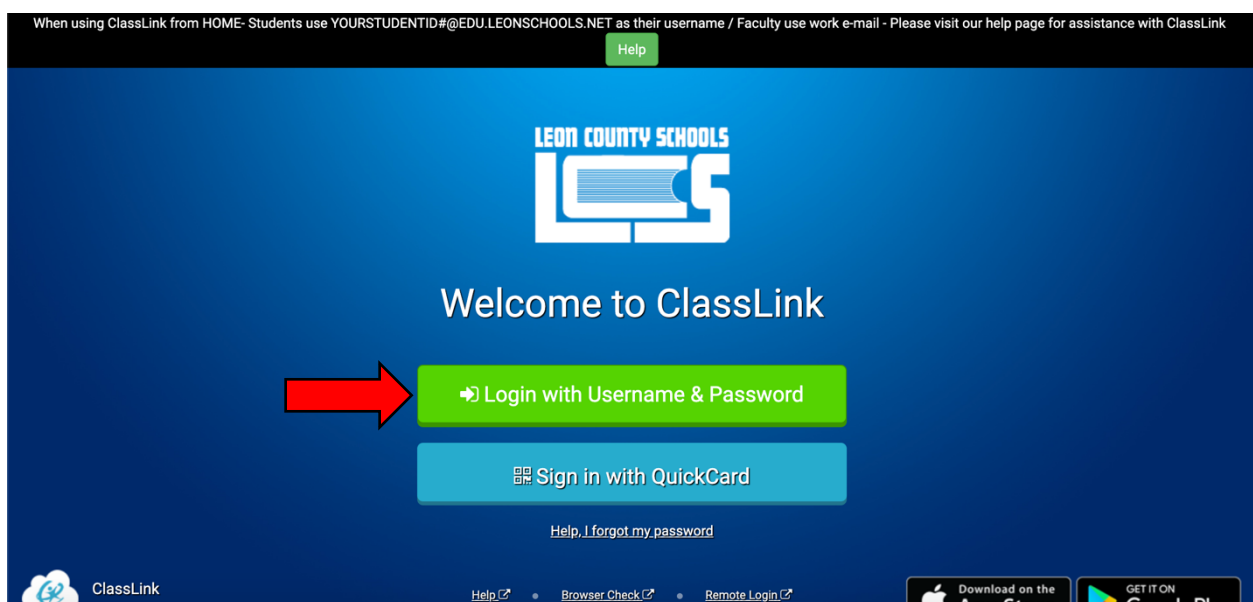 When using ClassLink from HOME- Students use YOURSTUDENTID#@EDU.LEONSCHOOLS.NET as their username / Faculty use work e-mail - Please visit our help page for assistance with ClassLink
Help
LEON COUNTY SCHOOLS
LCS
Welcome to ClassLink
Login with Username & Password
Sign in with QuickCard
Help, I forgot my password
ClassLink
Help • Browser Check • Remote Login
Download on the
GET IT ON